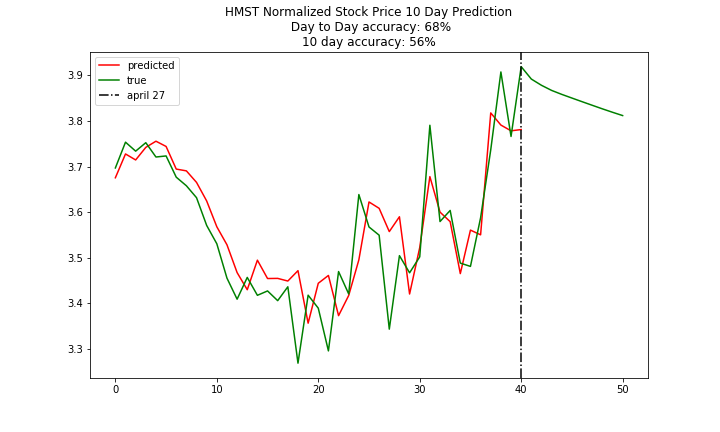 HMST Normalized Stock Price 10 Day Prediction
Day to Day accuracy: 68%
10 day accuracy: 56%
predicted
true
april 27
3.9
3.8
3.7
3.6
3.5
3.4
3.3
0 10 20 30 40 50